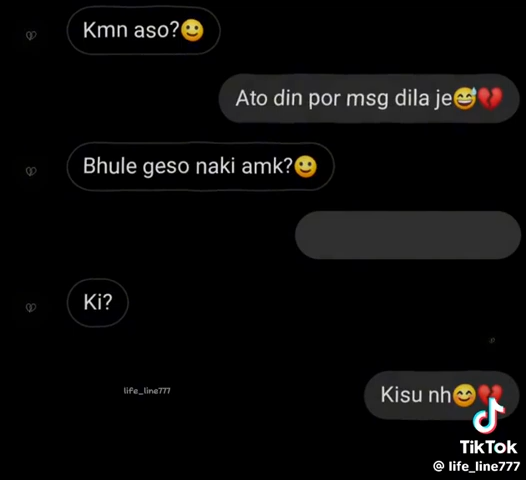 Kmn aso?🙂
Ato din por msg dila je😅💔
Bhule geso naki amk?🙂
Ki?
Kisu nh😊💔
life_line777
TikTok
@ life_line777